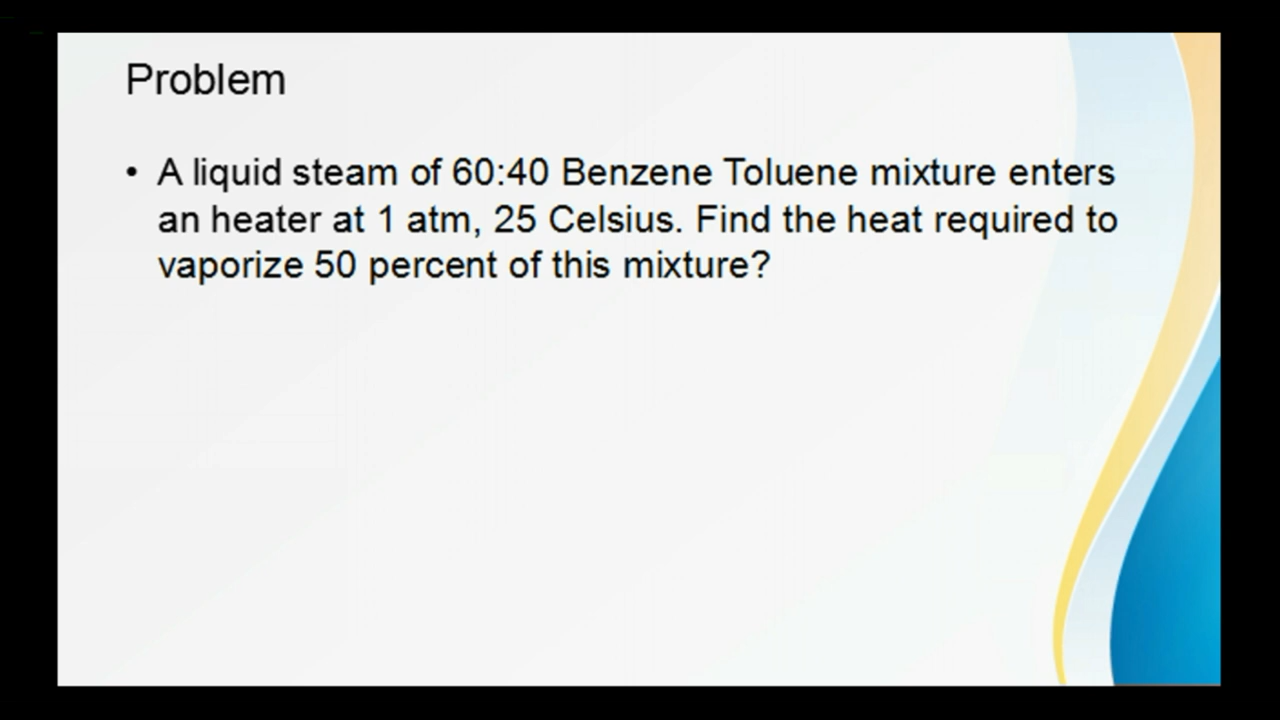 Problem
• A liquid steam of 60:40 Benzene Toluene mixture enters
an heater at 1 atm, 25 Celsius. Find the heat required to
vaporize 50 percent of this mixture?